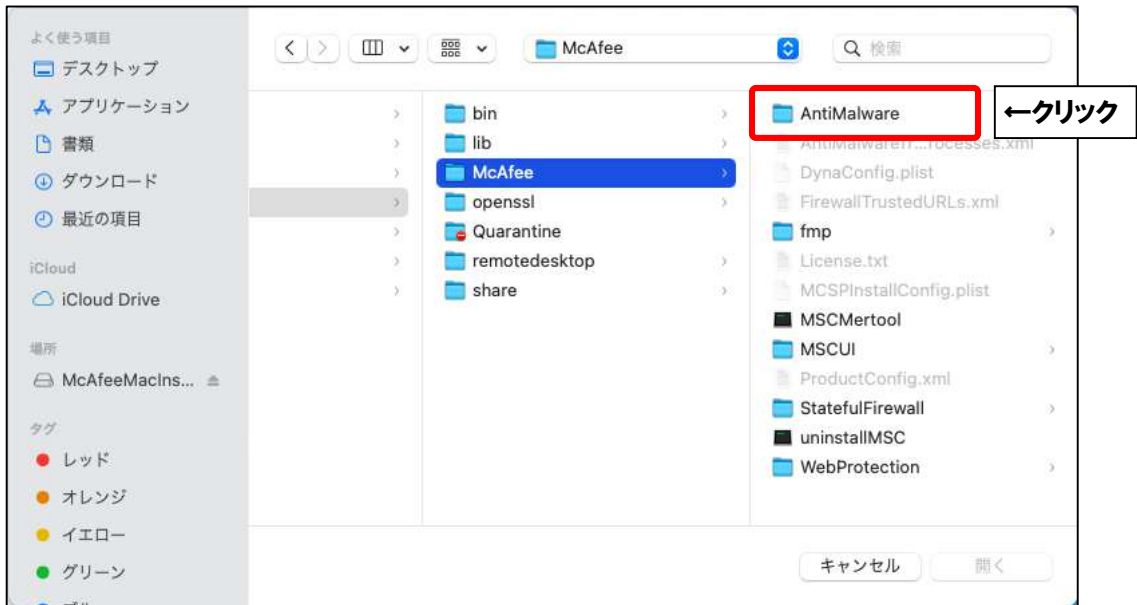 よく使う項目
デスクトップ
アプリケーション
書類
ダウンロード
最近の項目
iCloud
iCloud Drive
場所
McAfeeMacIns...
タグ
レッド
オレンジ
イエロー
グリーン
McAfee
検索
bin
lib
McAfee
openssl
Quarantine
remotedesktop
share
AntiMalware
←クリック
DynaConfig.plist
FirewallTrustedURLs.xml
fmp
License.txt
MCSPInstallConfig.plist
MSCMertool
MSCUI
ProductConfig.xml
StatefulFirewall
uninstallMSC
WebProtection
キャンセル
開く